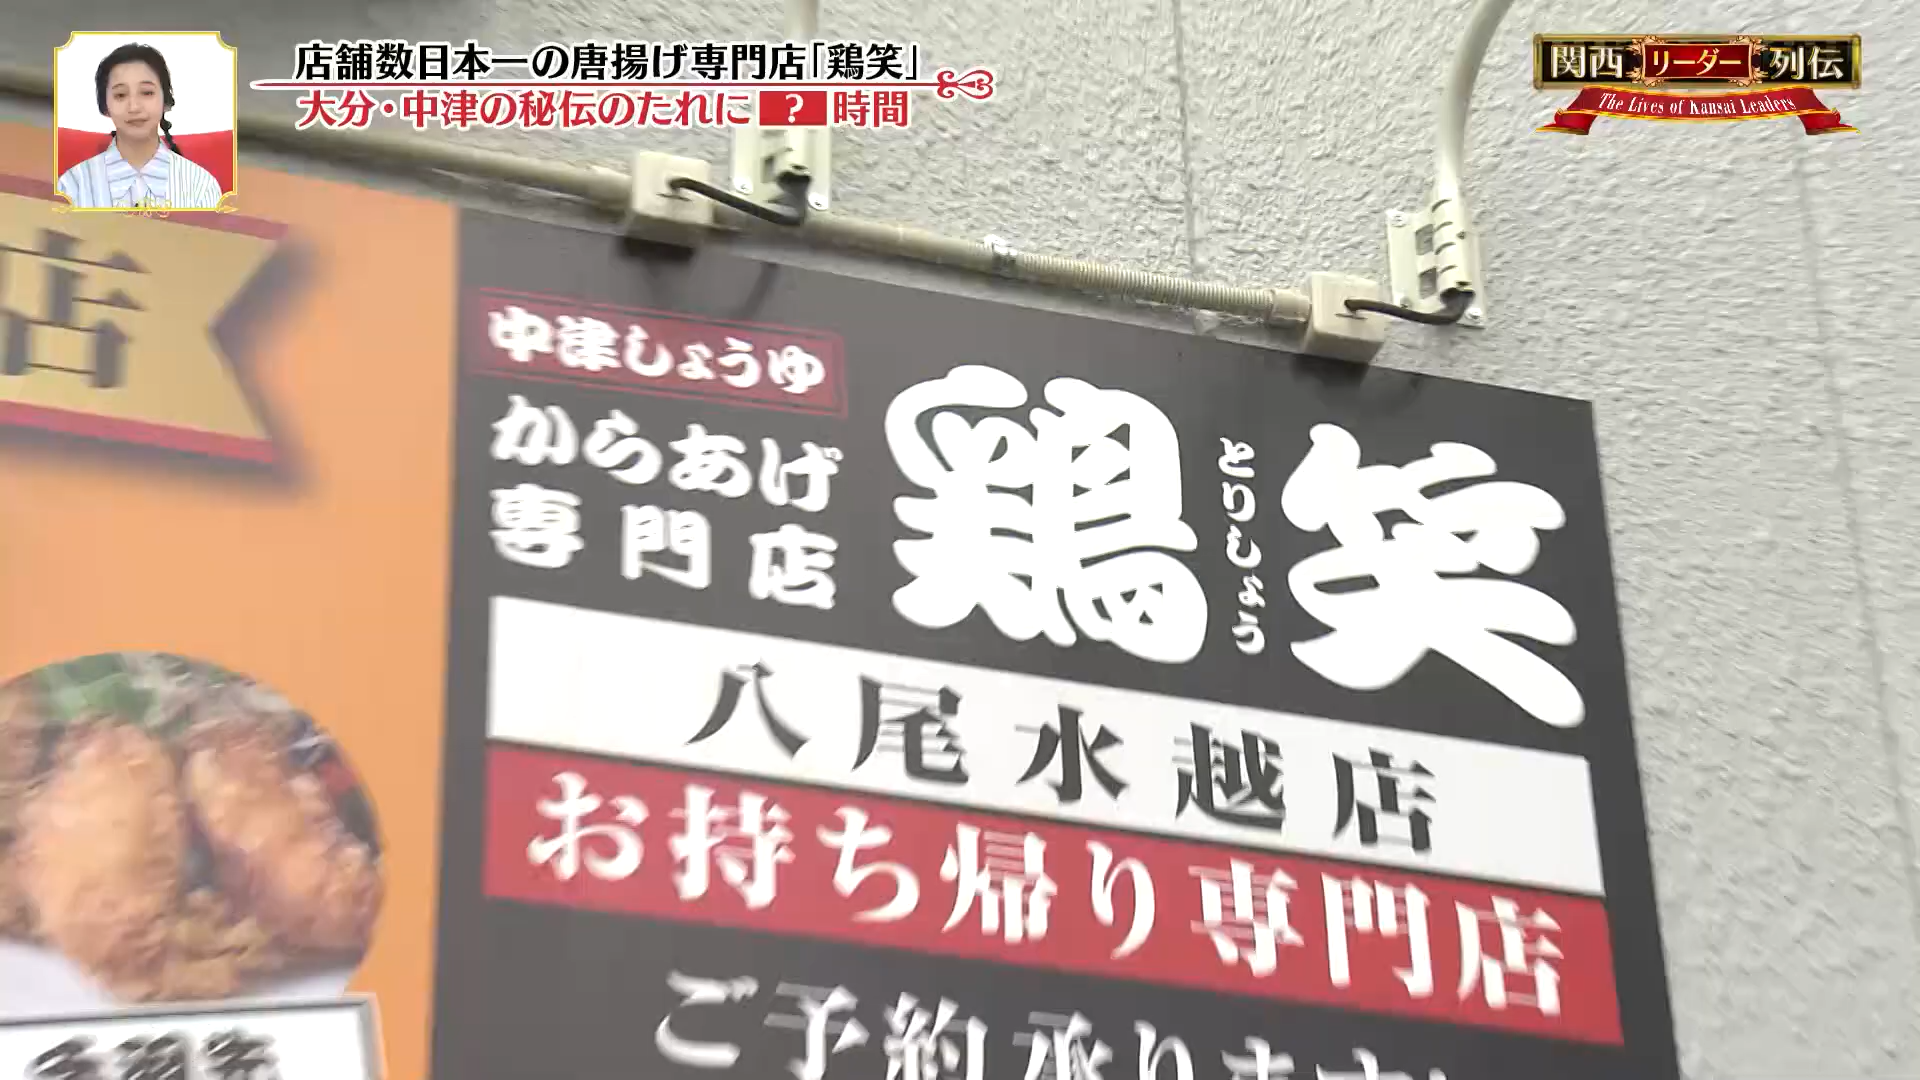 店舗数日本一の唐揚げ専門店「鶏笑」
大分・中津の秘伝のたれに ? 時間
関西リーダー列伝
The Lives of Kansai Leaders
店
中津しょうゆ
からあげ
専門店
鶏笑
とりしょう
八尾水越店
お持ち帰り専門店
ご予約承ります!